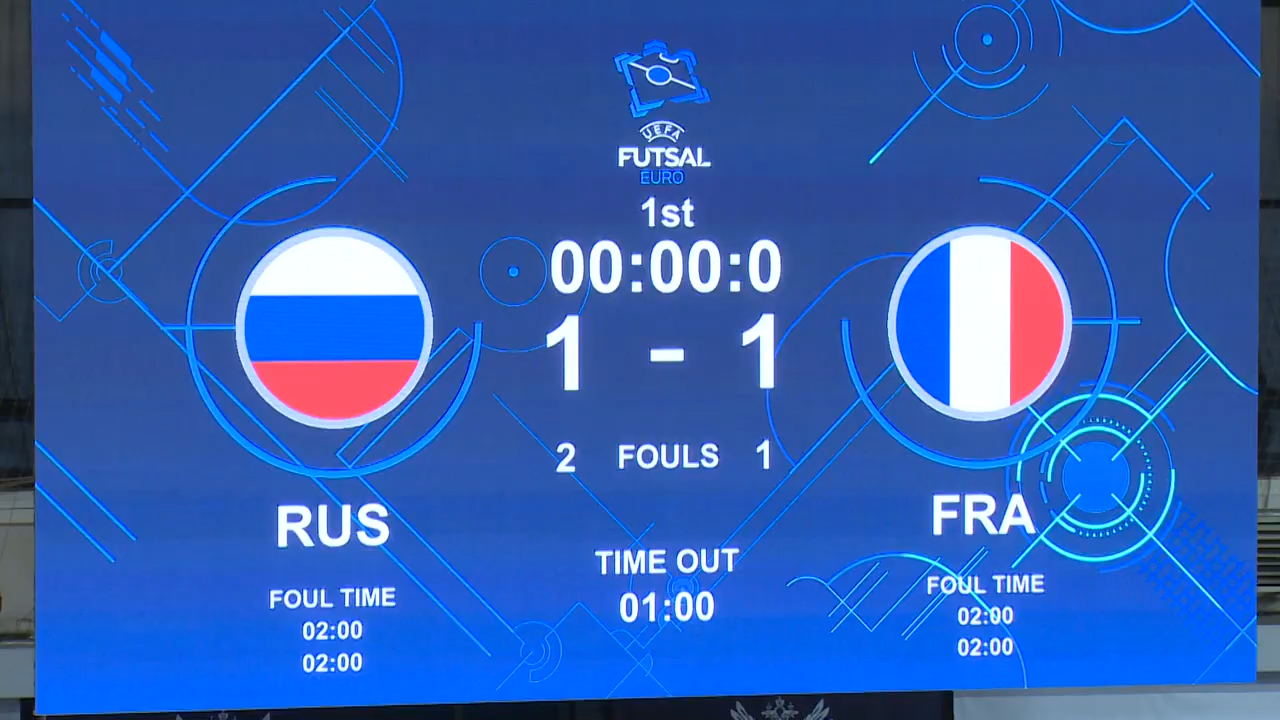 UEFA
FUTSAL
EURO
1st
00:00:0
1 - 1
2 FOULS 1
RUS
FRA
TIME OUT
01:00
FOUL TIME
02:00
02:00
FOUL TIME
02:00
02:00